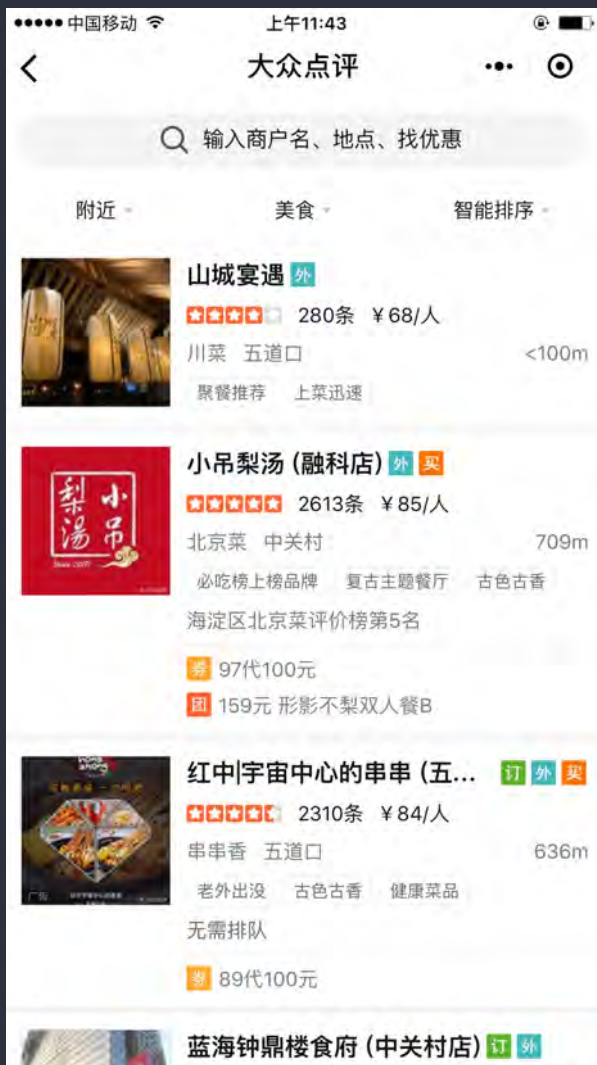 中国移动 上午11:43
大众点评
输入商户名、地点、找优惠
附近 美食 智能排序
山城宴遇 外
280条 ¥68/人
川菜 五道口 <100m
聚餐推荐 上菜迅速
小吊梨汤
小吊梨汤 (融科店) 外 买
2613条 ¥85/人
北京菜 中关村 709m
必吃榜上榜品牌 复古主题餐厅 古色古香
海淀区北京菜评价榜第5名
券 97代100元
团 159元 形影不梨双人餐B
广告
红中|宇宙中心的串串 (五... 订 外 买
2310条 ¥84/人
串串香 五道口 636m
老外出没 古色古香 健康菜品
无需排队
券 89代100元
蓝海钟鼎楼食府 (中关村店) 订 外